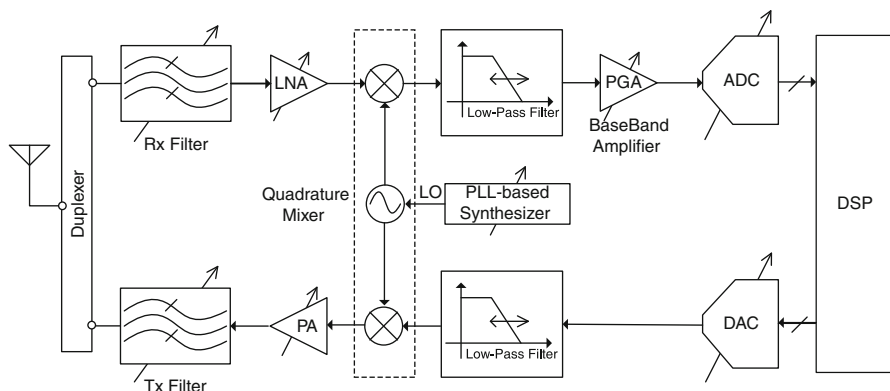 LNA
PGA
ADC
Low-Pass Filter
Rx Filter
BaseBand
Amplifier
Duplexer
Quadrature
Mixer
LO
PLL-based
Synthesizer
DSP
PA
DAC
Low-Pass Filter
Tx Filter